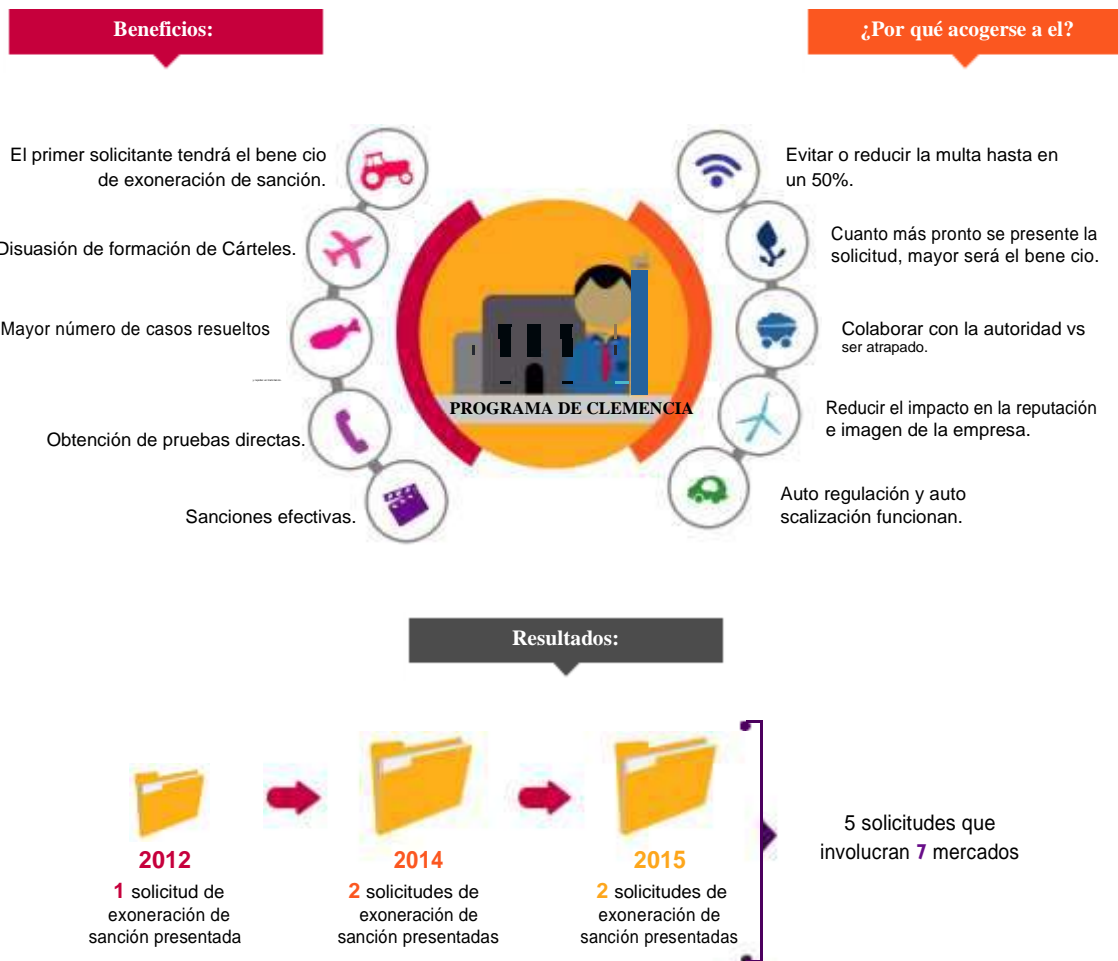 Beneficios:
El primer solicitante tendrá el bene cio
de exoneración de sanción.
Disuasión de formación de Cárteles.
Mayor número de casos resueltos
Obtención de pruebas directas.
Sanciones efectivas.
PROGRAMA DE CLEMENCIA
¿Por qué acogerse a el?
Evitar o reducir la multa hasta en
un 50%.
Cuanto más pronto se presente la
solicitud, mayor será el bene cio.
Colaborar con la autoridad vs
ser atrapado.
Reducir el impacto en la reputación
e imagen de la empresa.
Auto regulación y auto
scalización funcionan.
Resultados:
2012
1 solicitud de
exoneración de
sanción presentada
2014
2 solicitudes de
exoneración de
sanción presentadas
2015
2 solicitudes de
exoneración de
sanción presentadas
5 solicitudes que
involucran 7 mercados